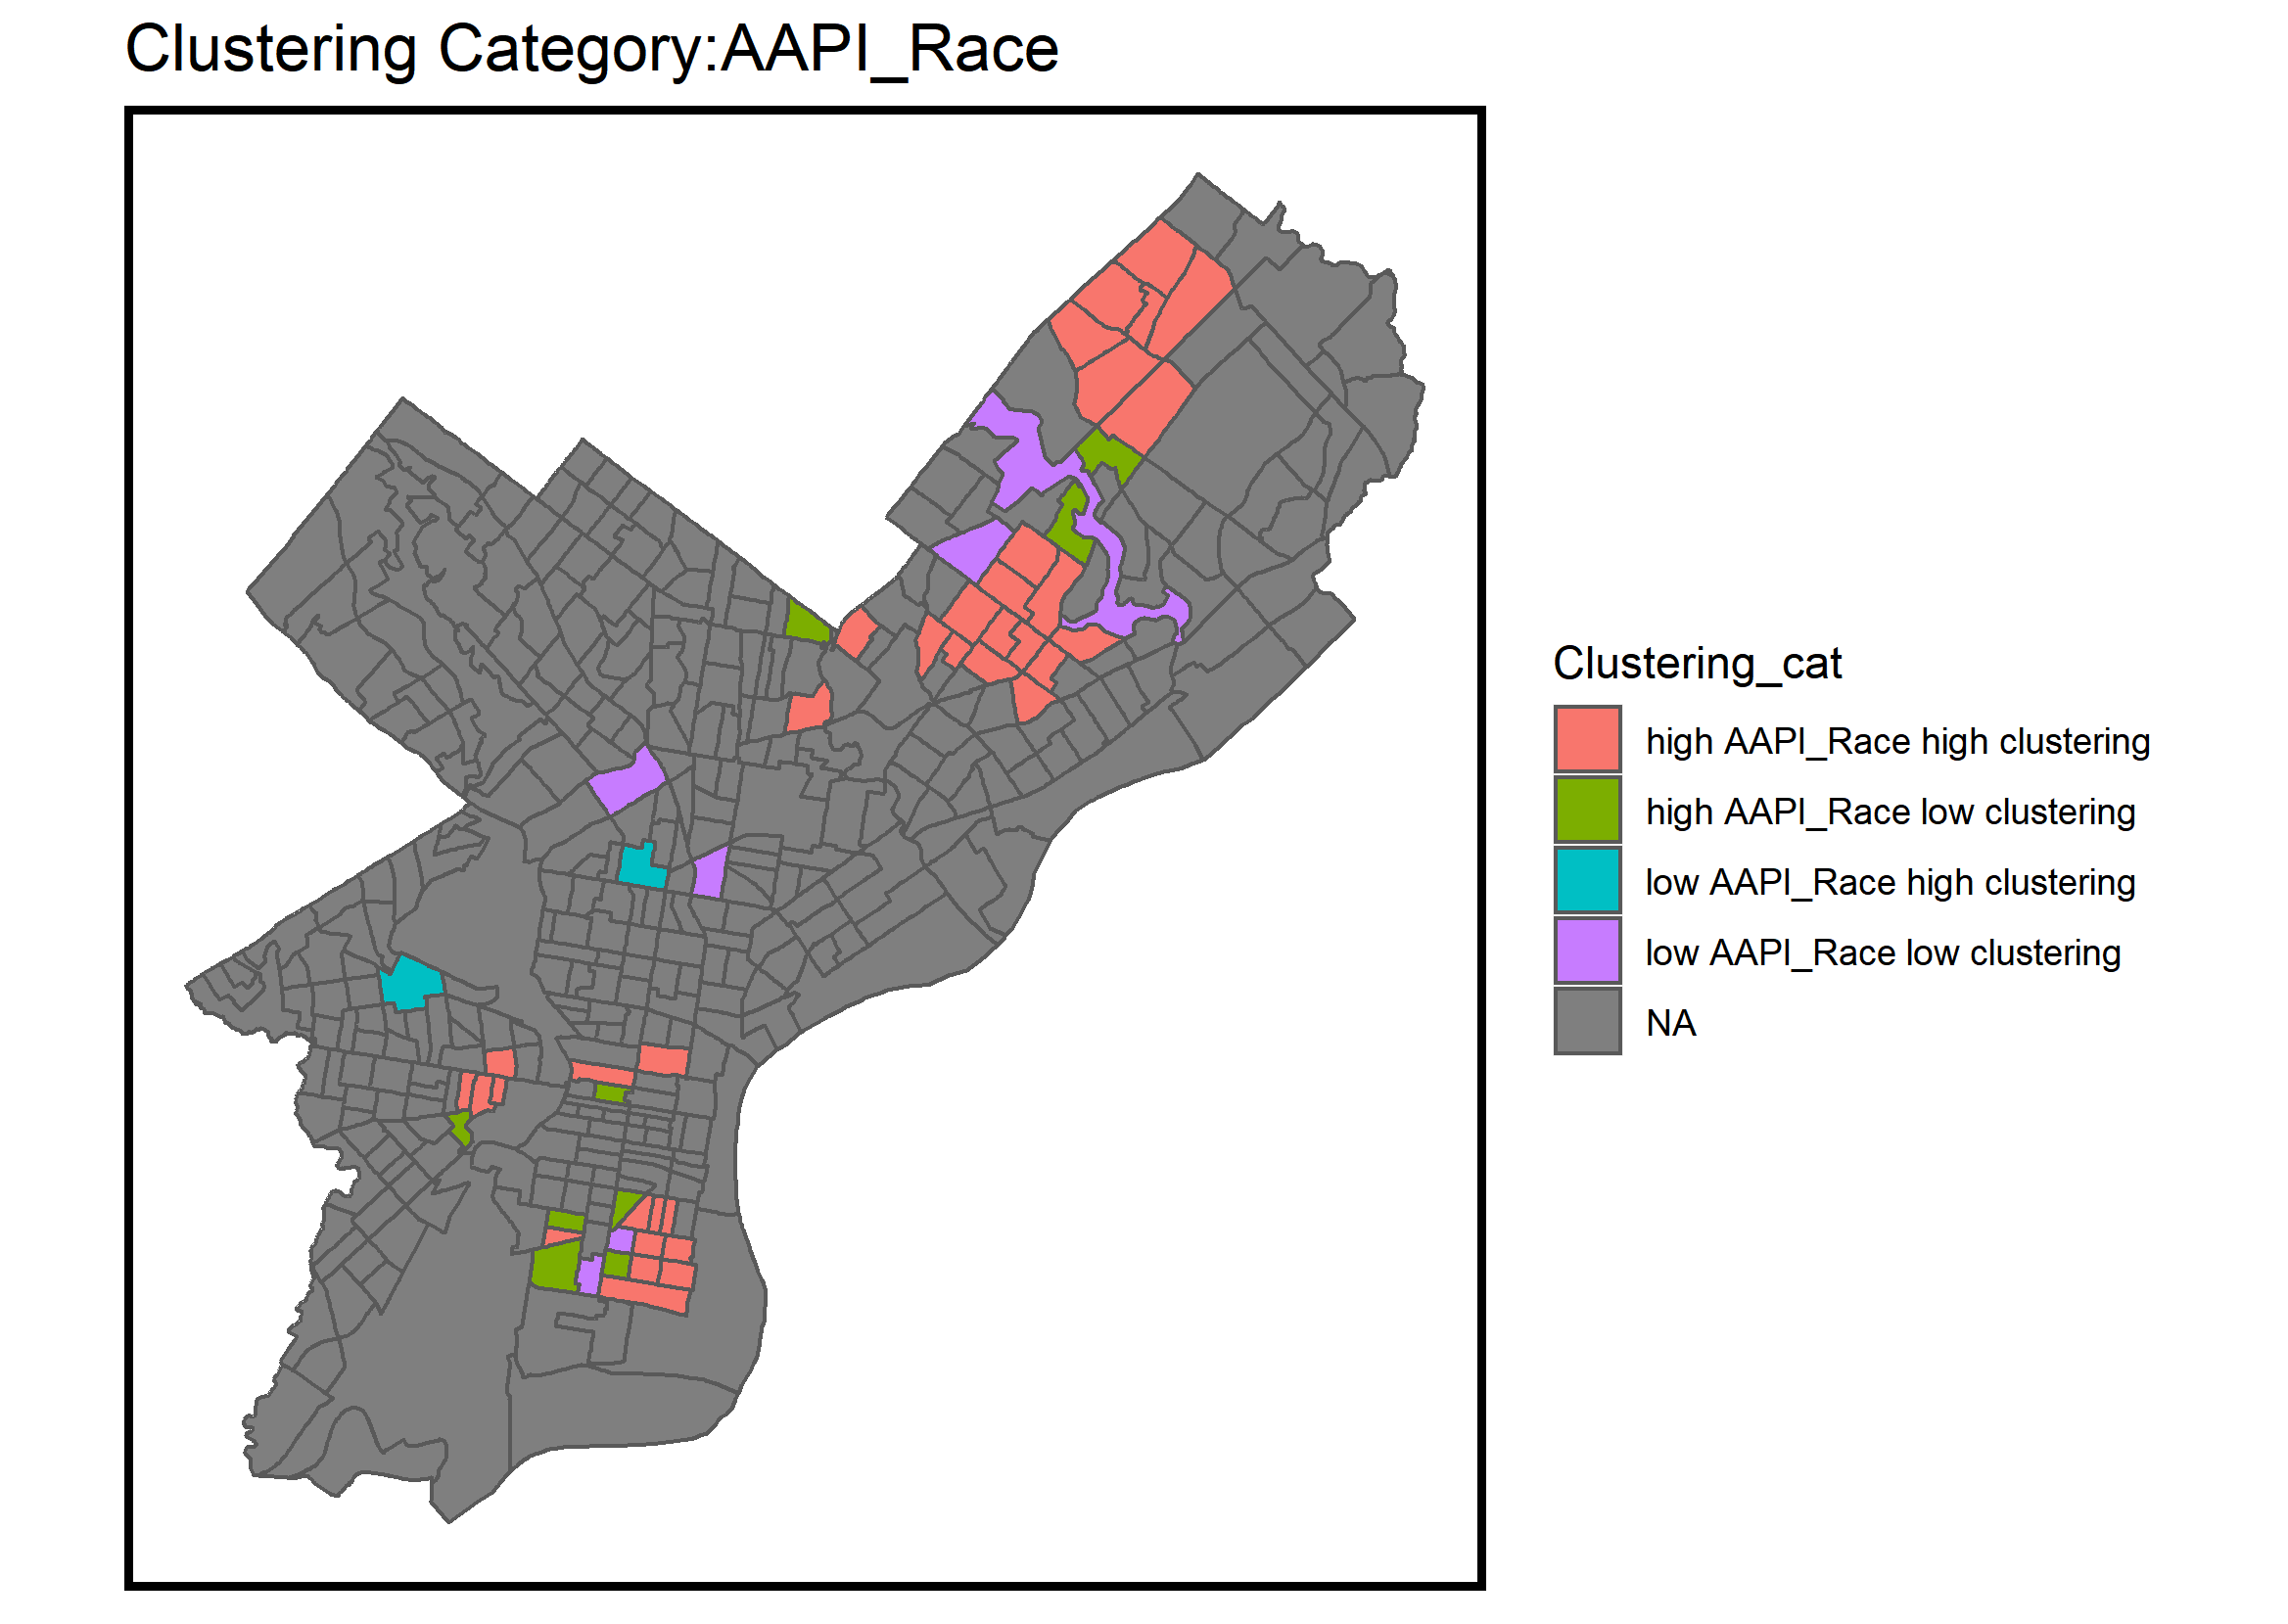 Clustering Category:AAPI_Race
Clustering_cat
high AAPI_Race high clustering
high AAPI_Race low clustering
low AAPI_Race high clustering
low AAPI_Race low clustering
NA